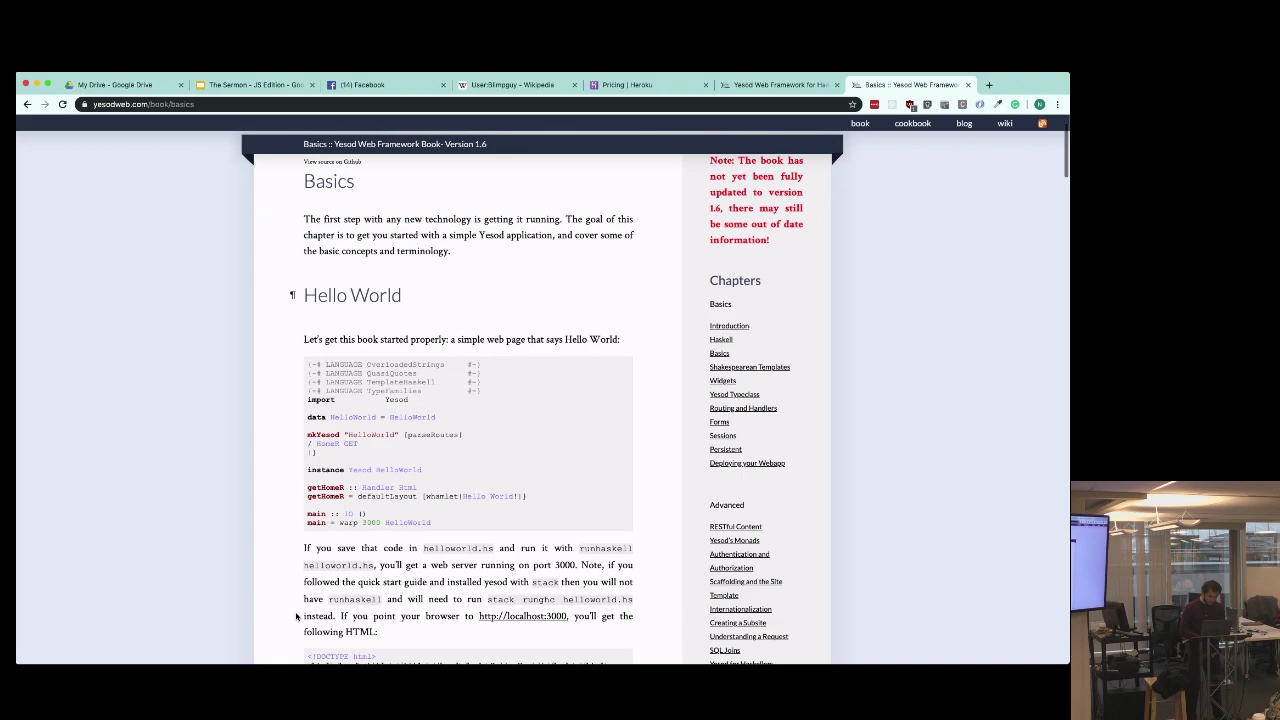 My Drive - Google Drive
The Sermon - JS Edition - Goo
(14) Facebook
User:Blimpguy - Wikipedia
Pricing | Heroku
Yesod Web Framework for Has
Basics :: Yesod Web Framewor
yesodweb.com/book/basics
book
cookbook
blog
wiki
Basics :: Yesod Web Framework Book- Version 1.6
View source on Github
Basics
The first step with any new technology is getting it running. The goal of this
chapter is to get you started with a simple Yesod application, and cover some of
the basic concepts and terminology.
¶ Hello World
Let's get this book started properly: a simple web page that says Hello World:
{-# LANGUAGE OverloadedStrings #-}
{-# LANGUAGE QuasiQuotes #-}
{-# LANGUAGE TemplateHaskell #-}
{-# LANGUAGE TypeFamilies #-}
import Yesod
data HelloWorld = HelloWorld
mkYesod "HelloWorld" [parseRoutes|
/ HomeR GET
|]
instance Yesod HelloWorld
getHomeR :: Handler Html
getHomeR = defaultLayout [whamlet|Hello World!|]
main :: IO ()
main = warp 3000 HelloWorld
If you save that code in helloworld.hs and run it with runhaskell
helloworld.hs, you'll get a web server running on port 3000. Note, if you
followed the quick start guide and installed yesod with stack then you will not
have runhaskell and will need to run stack runghc helloworld.hs
instead. If you point your browser to http://localhost:3000, you'll get the
following HTML:
<!DOCTYPE html>
Note: The book has
not yet been fully
updated to version
1.6, there may still
be some out of date
information!
Chapters
Basics
Introduction
Haskell
Basics
Shakespearean Templates
Widgets
Yesod Typeclass
Routing and Handlers
Forms
Sessions
Persistent
Deploying your Webapp
Advanced
RESTful Content
Yesod's Monads
Authentication and
Authorization
Scaffolding and the Site
Template
Internationalization
Creating a Subsite
Understanding a Request
SQL Joins
Yesod for Haskellers